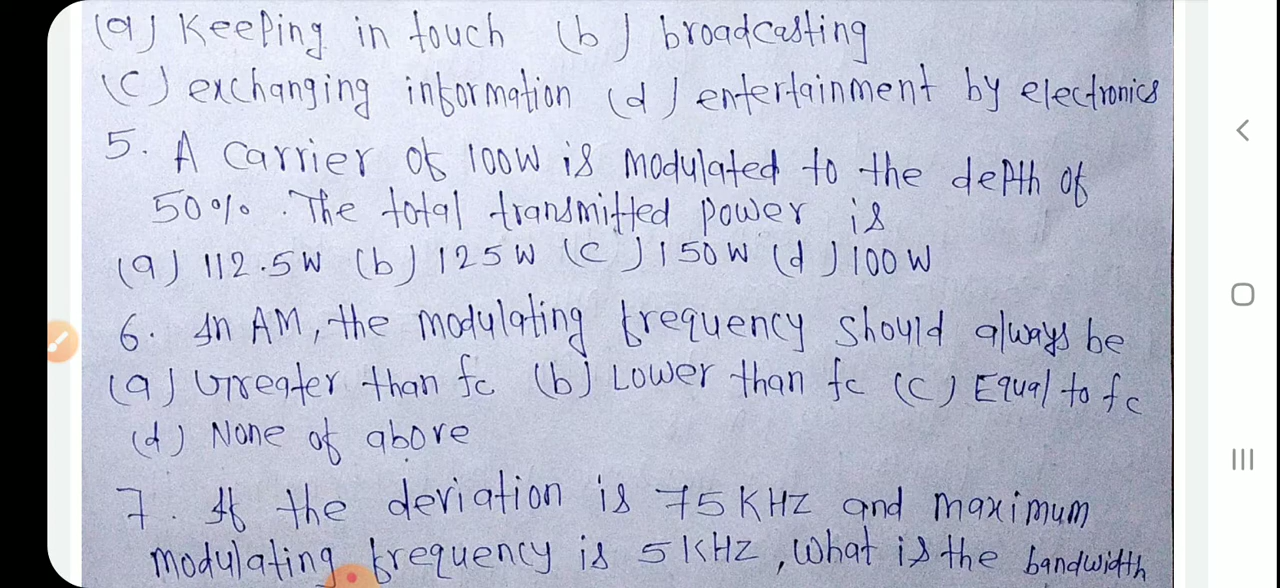 (a) Keeping in touch (b) broadcasting
(c) exchanging information (d) entertainment by electronics
5. A carrier of 100W is modulated to the depth of
50%. The total transmitted power is
(a) 112.5W (b) 125W (c) 150W (d) 100W
6. In AM, the modulating frequency should always be
(a) Greater than fc (b) Lower than fc (c) Equal to fc
(d) None of above
7. If the deviation is 75KHZ and maximum
modulating frequency is 5KHZ, what is the bandwidth